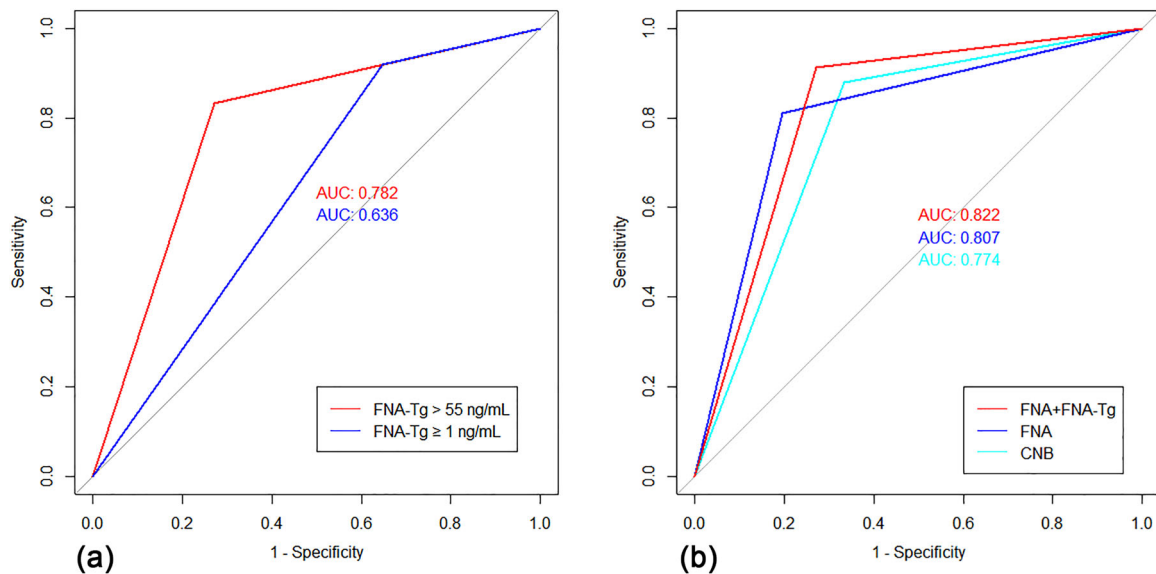 1.0
0.8
0.6
0.4
0.2
0.0
Sensitivity
AUC: 0.782
AUC: 0.636
FNA-Tg > 55 ng/mL
FNA-Tg ≥ 1 ng/mL
0.0 0.2 0.4 0.6 0.8 1.0
1 - Specificity
(a)
1.0
0.8
0.6
0.4
0.2
0.0
Sensitivity
AUC: 0.822
AUC: 0.807
AUC: 0.774
FNA+FNA-Tg
FNA
CNB
0.0 0.2 0.4 0.6 0.8 1.0
1 - Specificity
(b)